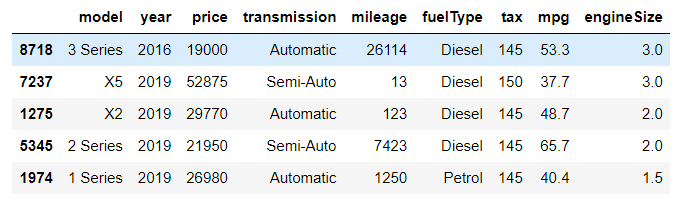 model year price transmission mileage fuelType tax mpg engineSize
8718 3 Series 2016 19000 Automatic 26114 Diesel 145 53.3 3.0
7237 X5 2019 52875 Semi-Auto 13 Diesel 150 37.7 3.0
1275 X2 2019 29770 Automatic 123 Diesel 145 48.7 2.0
5345 2 Series 2019 21950 Semi-Auto 7423 Diesel 145 65.7 2.0
1974 1 Series 2019 26980 Automatic 1250 Petrol 145 40.4 1.5